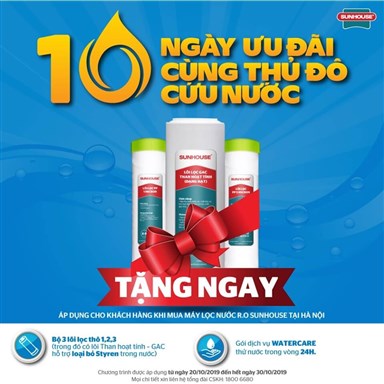 SUNHOUSE
10 NGÀY ƯU ĐÃI
CÙNG THỦ ĐÔ
CỨU NƯỚC
SUNHOUSE
LÕI LỌC GAC
THAN HOẠT TÍNH
(DẠNG HẠT)
TẶNG NGAY
ÁP DỤNG CHO KHÁCH HÀNG KHI MUA MÁY LỌC NƯỚC R.O SUNHOUSE TẠI HÀ NỘI
Bộ 3 lõi lọc thô 1,2,3
(trong đó có lõi Than hoạt tính - GAC
hỗ trợ loại bỏ Styren trong nước)
Gói dịch vụ WATERCARE
thử nước trong vòng 24H.
Chương trình được áp dụng từ ngày 20/10/2019 đến hết ngày 30/10/2019
Mọi chi tiết xin liên hệ tổng đài CSKH: 1800 6680